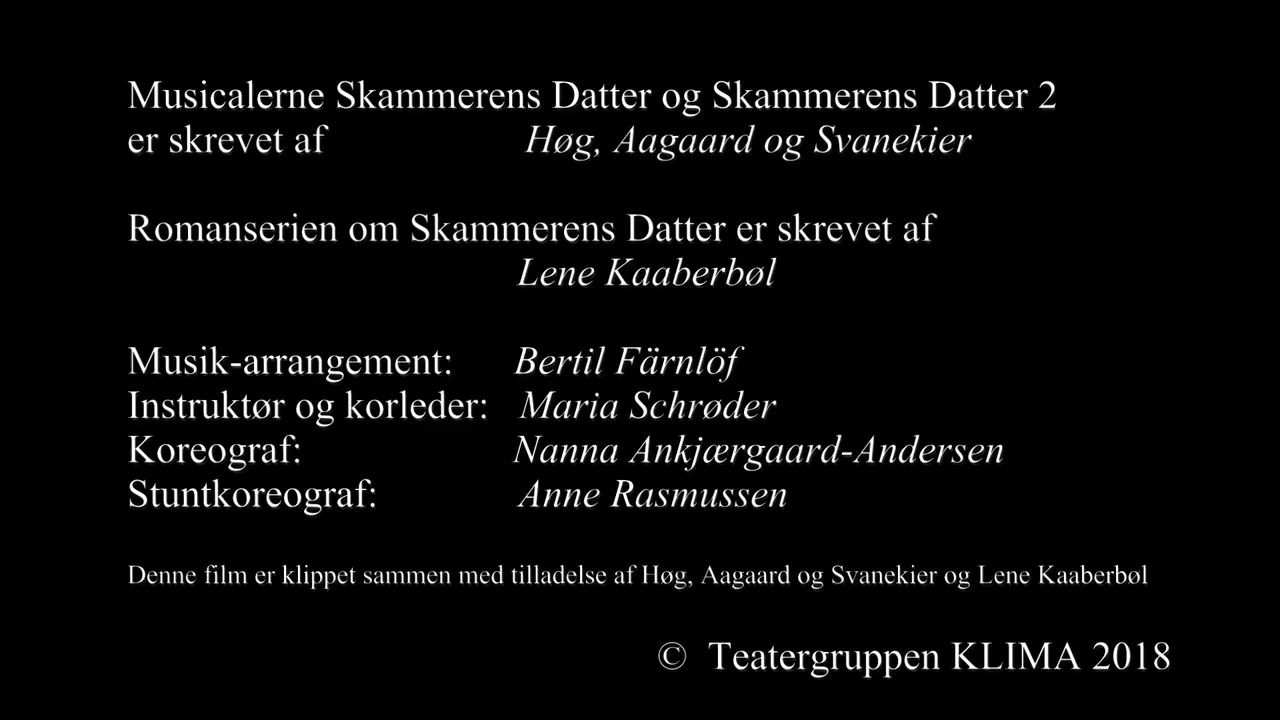 Musicalerne Skammerens Datter og Skammerens Datter 2
er skrevet af Høg, Aagaard og Svanekier
Romanserien om Skammerens Datter er skrevet af
Lene Kaaberbøl
Musik-arrangement: Bertil Färnlöf
Instruktør og korleder: Maria Schrøder
Koreograf: Nanna Ankjærgaard-Andersen
Stuntkoreograf: Anne Rasmussen
Denne film er klippet sammen med tilladelse af Høg, Aagaard og Svanekier og Lene Kaaberbøl
© Teatergruppen KLIMA 2018